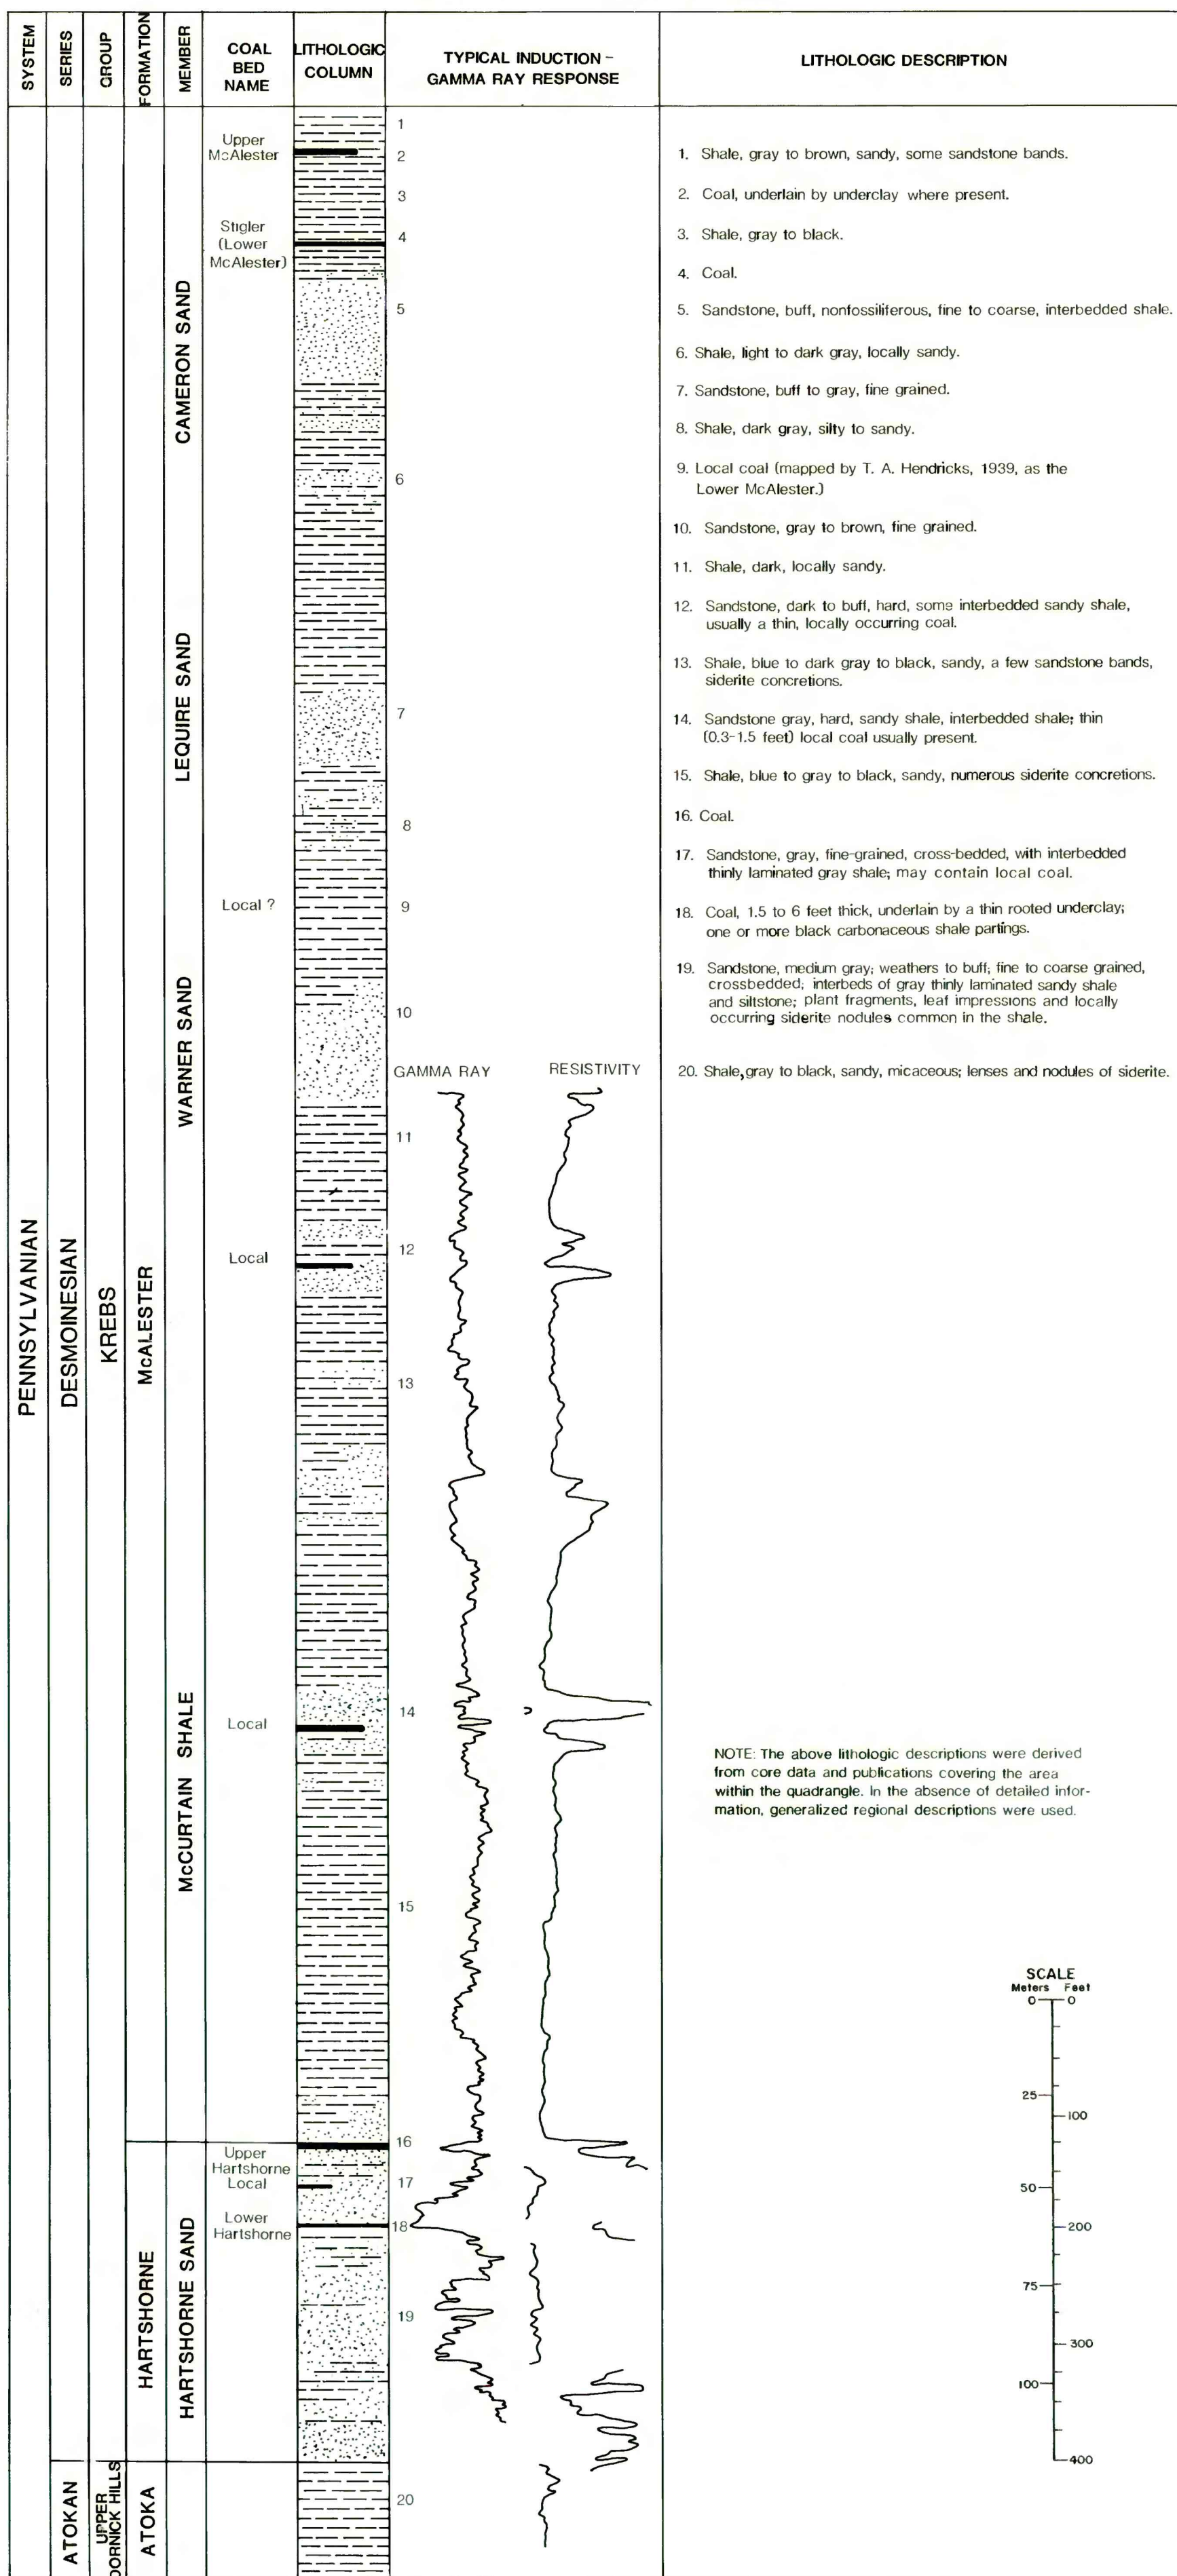 SYSTEM
SERIES
GROUP
FORMATION
MEMBER
COAL
BED
NAME
LITHOLOGIC
COLUMN
TYPICAL INDUCTION –
GAMMA RAY RESPONSE
LITHOLOGIC DESCRIPTION
PENNSYLVANIAN
DESMOINESIAN
ATOKAN
KREBS
UPPER
DORNICK HILLS
McALESTER
HARTSHORNE
ATOKA
CAMERON SAND
LEQUIRE SAND
WARNER SAND
McCURTAIN SHALE
HARTSHORNE SAND
Upper
McAlester
Stigler
(Lower
McAlester)
Local ?
Local
Local
Upper
Hartshorne
Local
Lower
Hartshorne
1
2
3
4
5
6
7
8
9
10
GAMMA RAY
RESISTIVITY
11
12
13
14
15
16
17
18
19
20
1. Shale, gray to brown, sandy, some sandstone bands.
2. Coal, underlain by underclay where present.
3. Shale, gray to black.
4. Coal.
5. Sandstone, buff, nonfossiliferous, fine to coarse, interbedded shale.
6. Shale, light to dark gray, locally sandy.
7. Sandstone, buff to gray, fine grained.
8. Shale, dark gray, silty to sandy.
9. Local coal (mapped by T. A. Hendricks, 1939, as the
Lower McAlester.)
10. Sandstone, gray to brown, fine grained.
11. Shale, dark, locally sandy.
12. Sandstone, dark to buff, hard, some interbedded sandy shale,
usually a thin, locally occurring coal.
13. Shale, blue to dark gray to black, sandy, a few sandstone bands,
siderite concretions.
14. Sandstone gray, hard, sandy shale, interbedded shale; thin
(0.3-1.5 feet) local coal usually present.
15. Shale, blue to gray to black, sandy, numerous siderite concretions.
16. Coal.
17. Sandstone, gray, fine-grained, cross-bedded, with interbedded
thinly laminated gray shale; may contain local coal.
18. Coal, 1.5 to 6 feet thick, underlain by a thin rooted underclay;
one or more black carbonaceous shale partings.
19. Sandstone, medium gray; weathers to buff; fine to coarse grained,
crossbedded; interbeds of gray thinly laminated sandy shale
and siltstone; plant fragments, leaf impressions and locally
occurring siderite nodules common in the shale.
20. Shale, gray to black, sandy, micaceous; lenses and nodules of siderite.
NOTE: The above lithologic descriptions were derived
from core data and publications covering the area
within the quadrangle. In the absence of detailed infor-
mation, generalized regional descriptions were used.
SCALE
Meters Feet
0 0
25
100
50
200
75
300
100
400